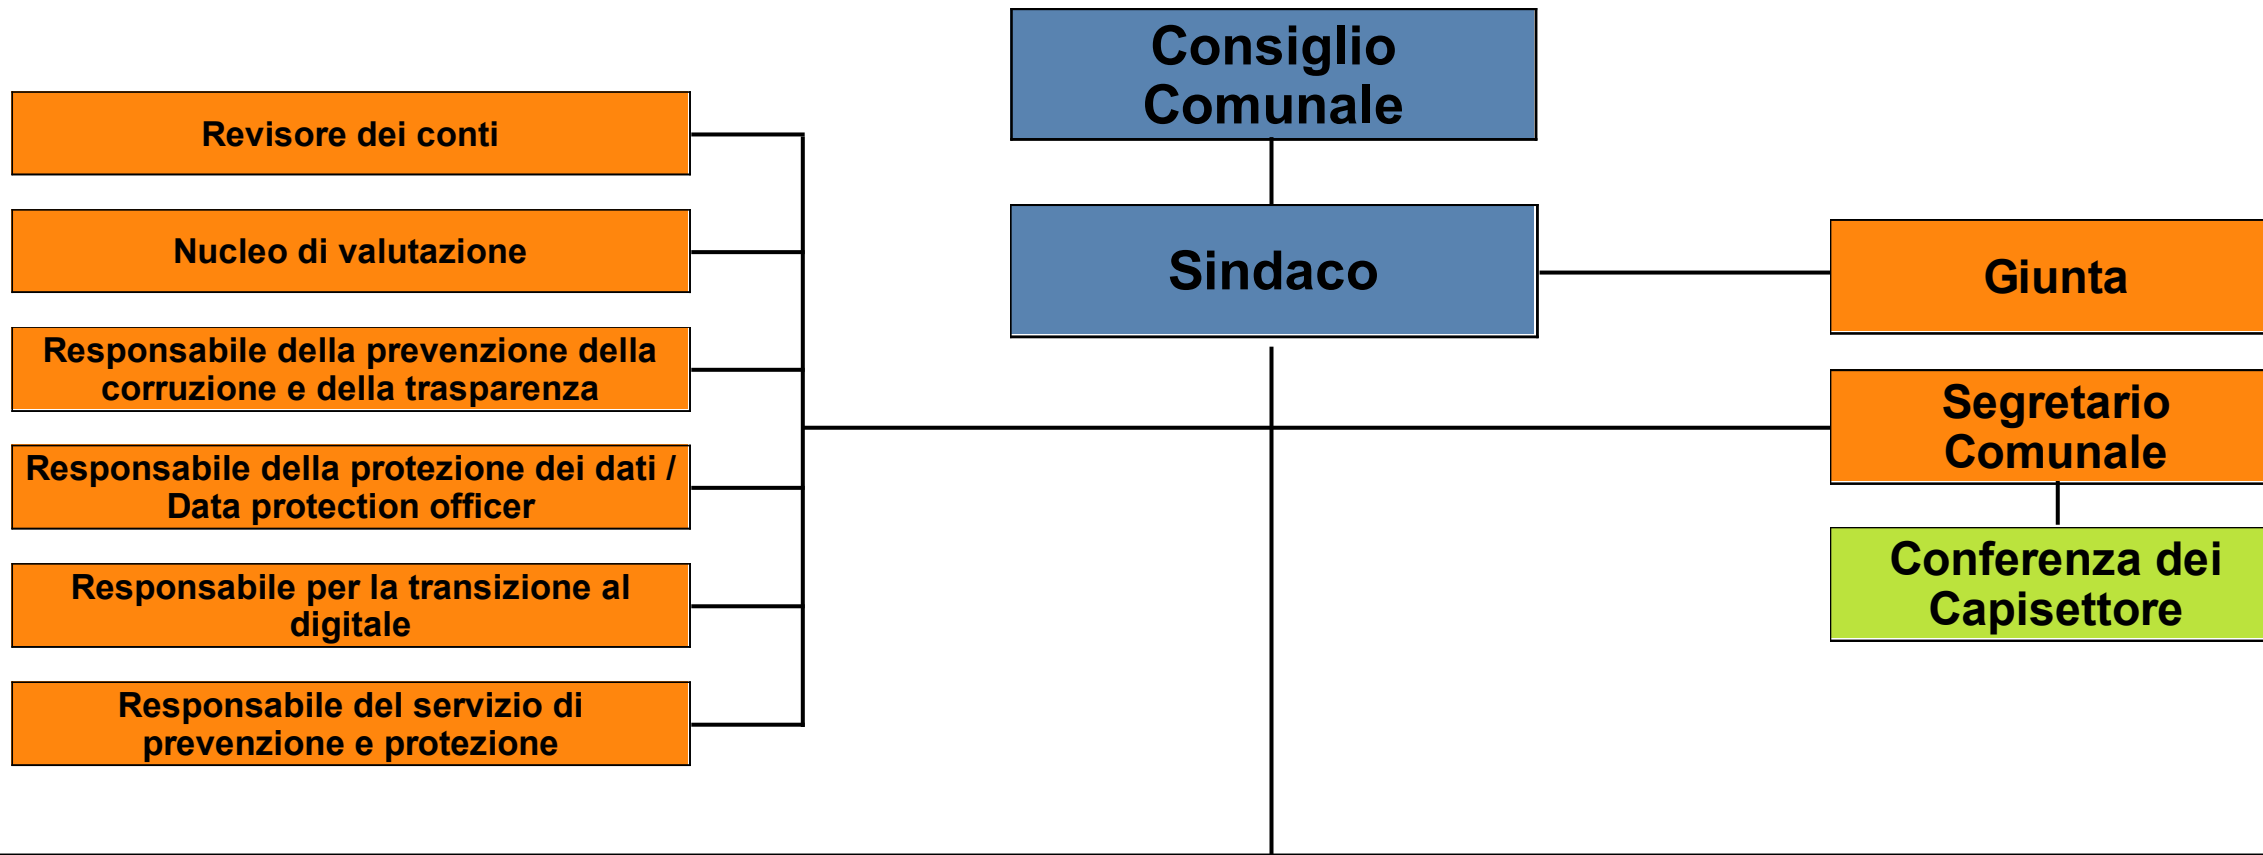 Consiglio
Comunale
Revisore dei conti
Sindaco
Nucleo di valutazione
Giunta
Responsabile della prevenzione della
corruzione e della trasparenza
Segretario
Comunale
Responsabile della protezione dei dati /
Data protection officer
Conferenza dei
Capisettore
Responsabile per la transizione al
digitale
Responsabile del servizio di
prevenzione e protezione